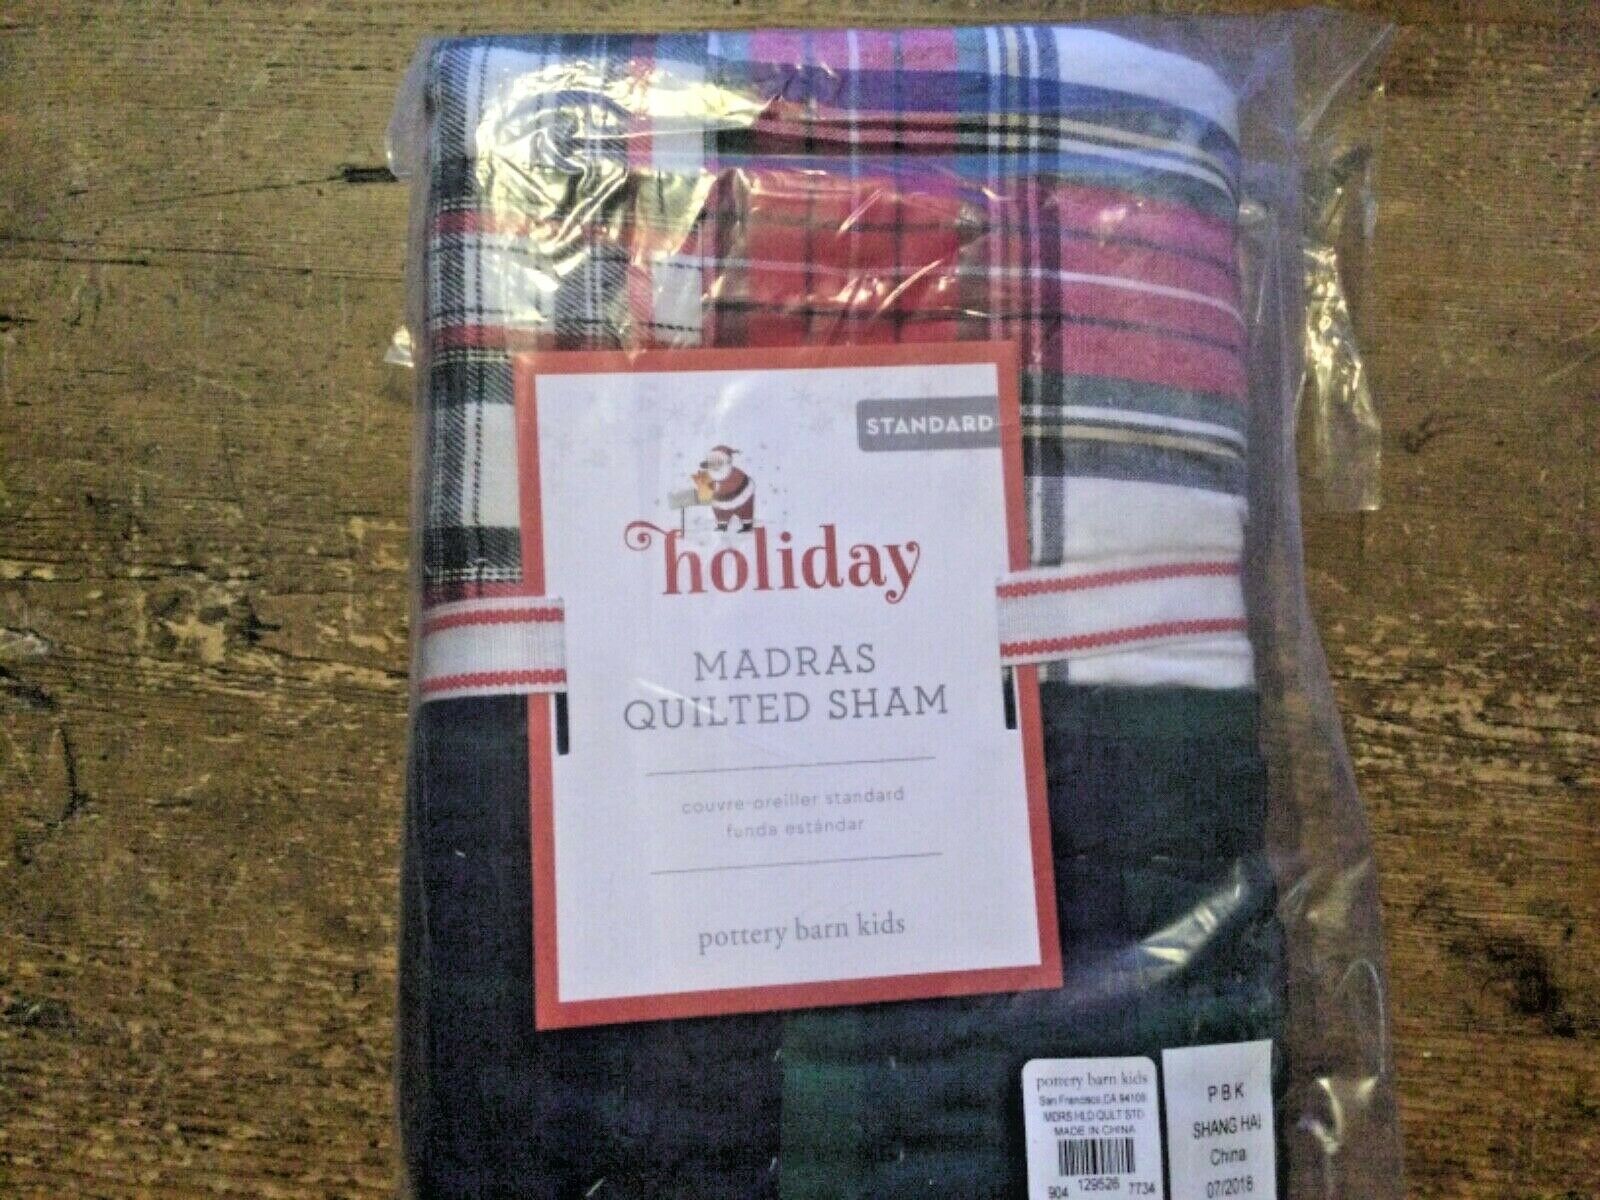 STANDARD
holiday
MADRAS
QUILTED SHAM
couvre-oreiller standard
funda estándar
pottery barn kids
pottery barn kids
San Francisco, CA 94109
MDRS HLD QUILT STD
MADE IN CHINA
904 129526 7734
P B K
SHANG HAI
China
07/2018